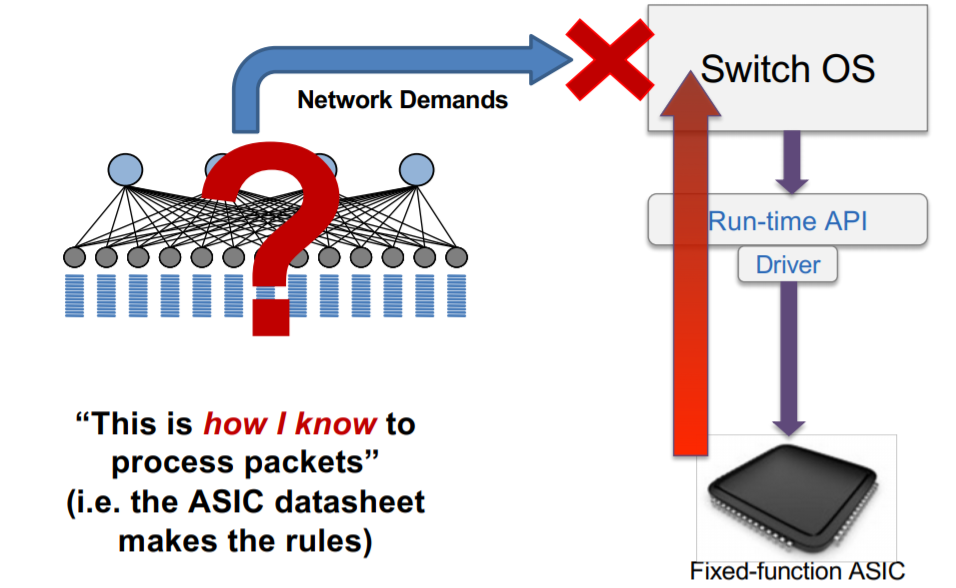 Network Demands
Switch OS
Run-time API
Driver
?
“This is how I know to
process packets”
(i.e. the ASIC datasheet
makes the rules)
Fixed-function ASIC